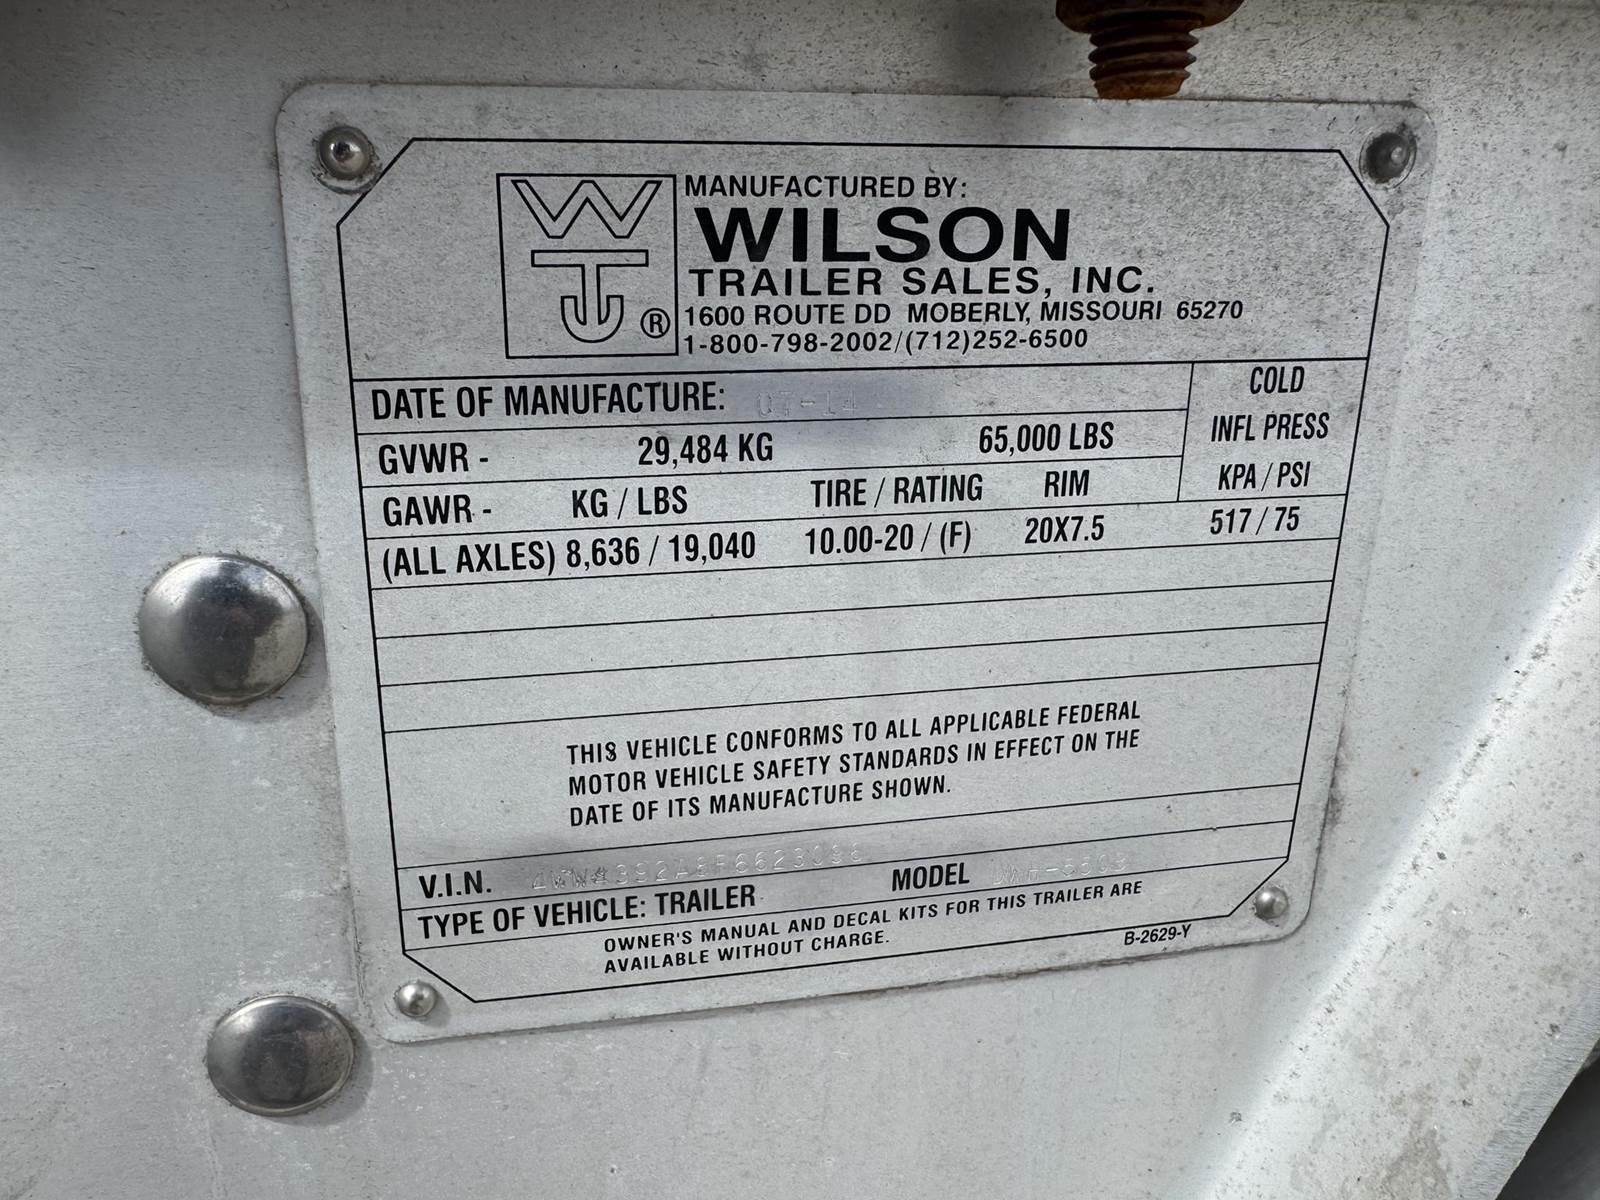 WTJ®
MANUFACTURED BY:
WILSON
TRAILER SALES, INC.
1600 ROUTE DD MOBERLY, MISSOURI 65270
1-800-798-2002/(712)252-6500
DATE OF MANUFACTURE: 07-14
GVWR - 29,484 KG 65,000 LBS
COLD
INFL PRESS
KPA / PSI
GAWR - KG / LBS TIRE / RATING RIM
(ALL AXLES) 8,636 / 19,040 10.00-20 / (F) 20X7.5 517 / 75
THIS VEHICLE CONFORMS TO ALL APPLICABLE FEDERAL
MOTOR VEHICLE SAFETY STANDARDS IN EFFECT ON THE
DATE OF ITS MANUFACTURE SHOWN.
V.I.N.
TYPE OF VEHICLE: TRAILER MODEL
OWNER'S MANUAL AND DECAL KITS FOR THIS TRAILER ARE
AVAILABLE WITHOUT CHARGE.
B-2629-Y